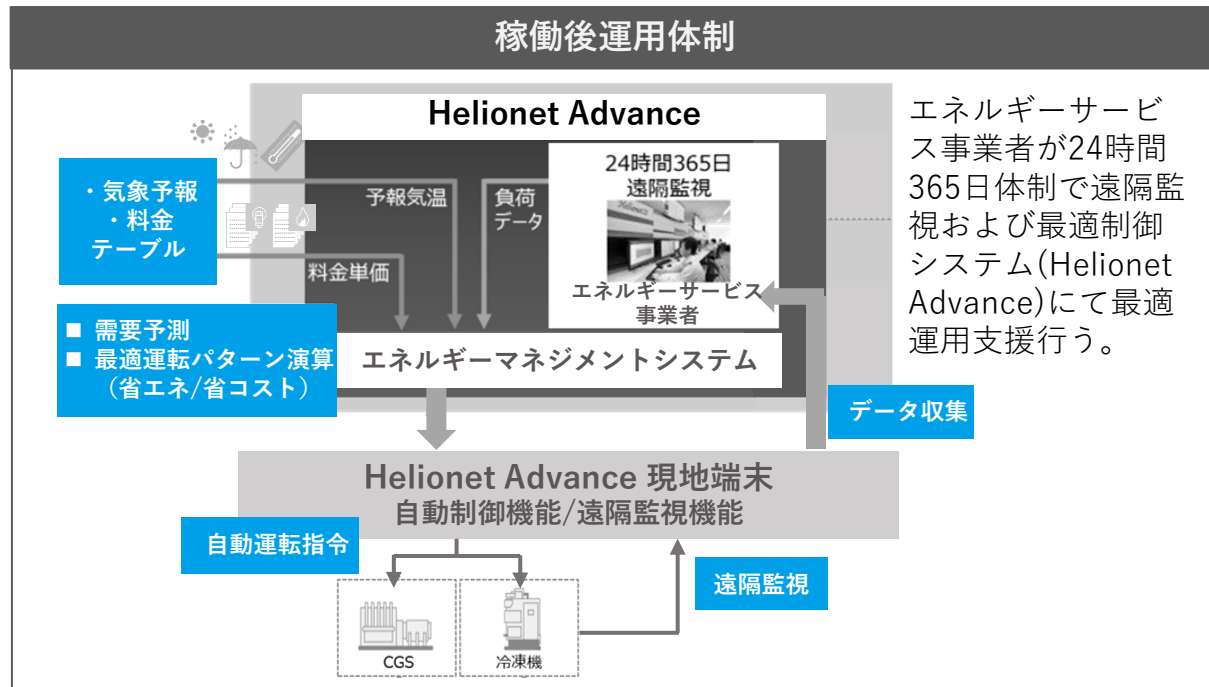 稼働後運用体制
Helionet Advance
・気象予報
・料金
テーブル
予報気温
負荷
データ
料金単価
24時間365日
遠隔監視
エネルギーサービス
事業者
■ 需要予測
■ 最適運転パターン演算
（省エネ/省コスト）
エネルギーマネジメントシステム
エネルギーサービ
ス事業者が24時間
365日体制で遠隔監
視および最適制御
システム(Helionet
Advance)にて最適
運用支援行う。
データ収集
Helionet Advance 現地端末
自動制御機能/遠隔監視機能
自動運転指令
遠隔監視
CGS
冷凍機